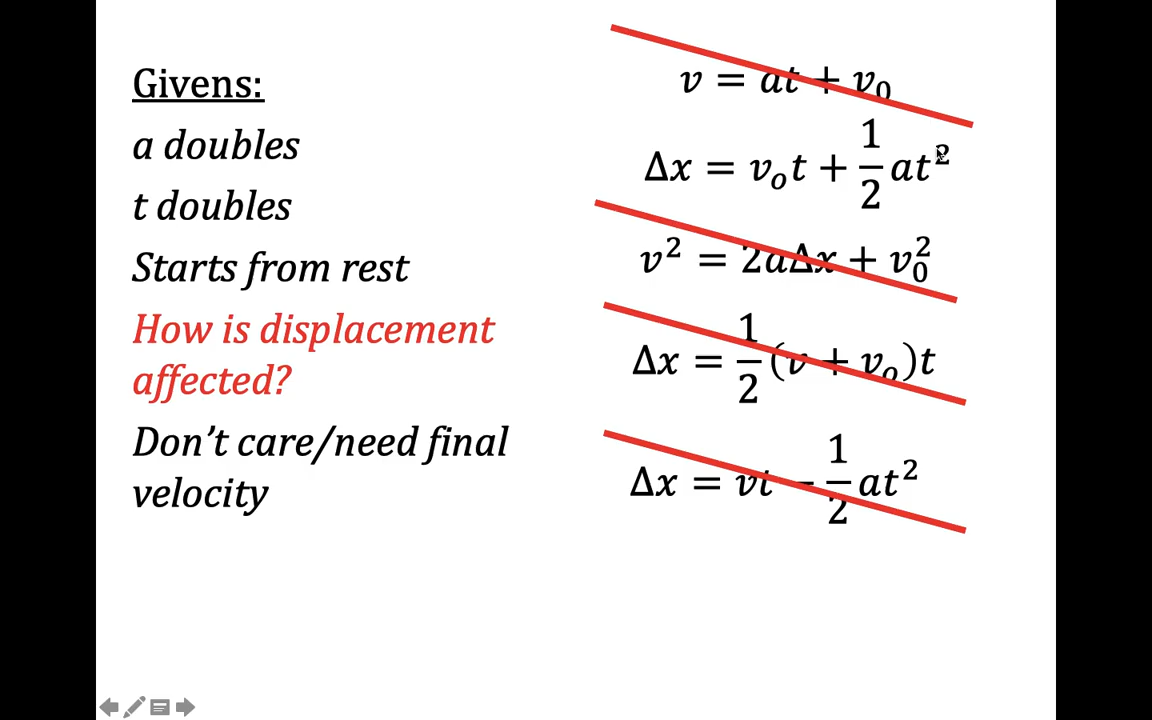 Givens:
a doubles
t doubles
Starts from rest
How is displacement
affected?
Don’t care/need final
velocity
v = at + v₀
Δx = vₒt + 1/2 at²
v² = 2aΔx + v₀²
Δx = 1/2 (v + vₒ)t
Δx = vt − 1/2 at²